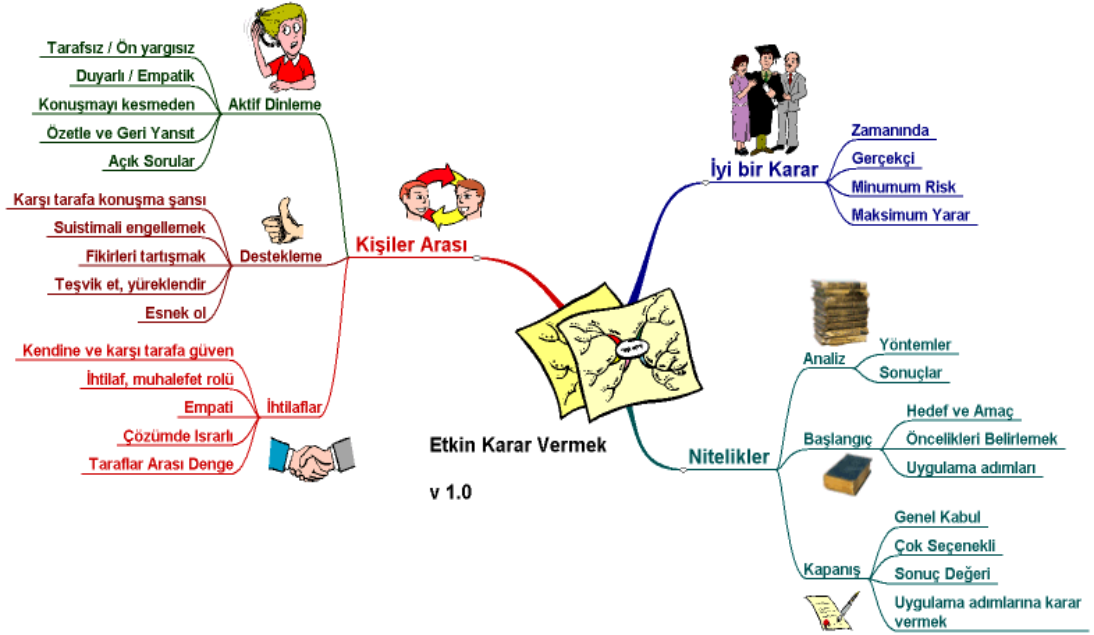 Etkin Karar Vermek
v 1.0
Kişiler Arası
Aktif Dinleme
Tarafsız / Ön yargısız
Duyarlı / Empatik
Konuşmayı kesmeden
Özetle ve Geri Yansıt
Açık Sorular
Destekleme
Karşı tarafa konuşma şansı
Suistimali engellemek
Fikirleri tartışmak
Teşvik et, yüreklendir
Esnek ol
İhtilaflar
Kendine ve karşı tarafa güven
İhtilaf, muhalefet rolü
Empati
Çözümde Israrlı
Taraflar Arası Denge
İyi bir Karar
Zamanında
Gerçekçi
Minumum Risk
Maksimum Yarar
Nitelikler
Analiz
Yöntemler
Sonuçlar
Başlangıç
Hedef ve Amaç
Öncelikleri Belirlemek
Uygulama adımları
Kapanış
Genel Kabul
Çok Seçenekli
Sonuç Değeri
Uygulama adımlarına karar
vermek